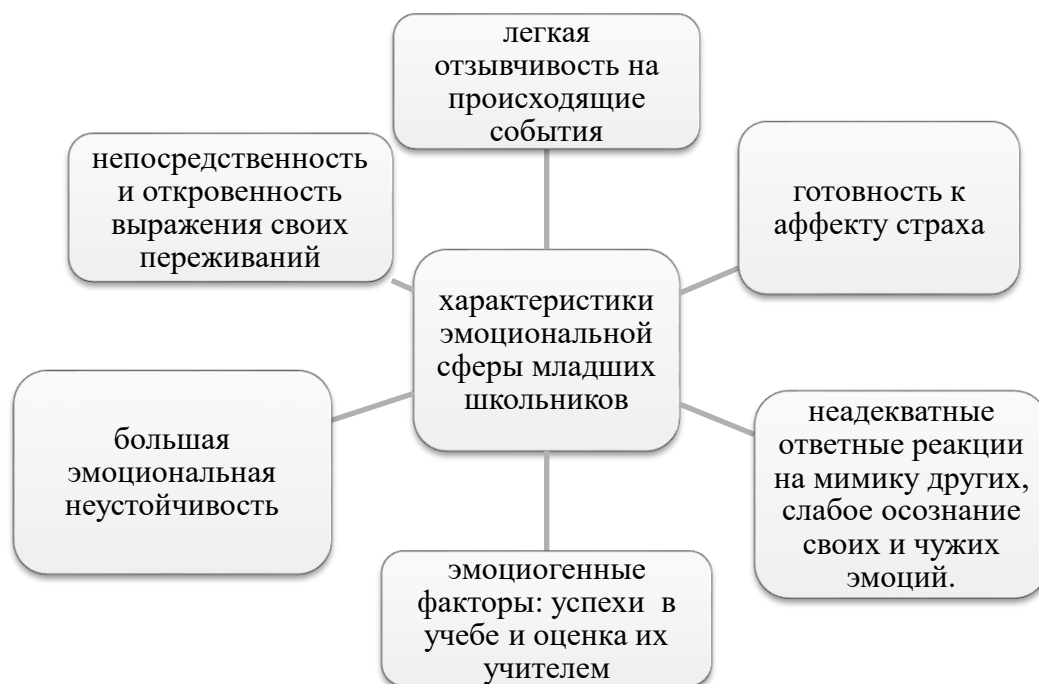 легкая
отзывчивость на
происходящие
события
непосредственность
и откровенность
выражения своих
переживаний
готовность к
аффекту страха
характеристики
эмоциональной
сферы младших
школьников
большая
эмоциональная
неустойчивость
неадекватные
ответные реакции
на мимику других,
слабое осознание
своих и чужих
эмоций.
эмоциогенные
факторы: успехи в
учебе и оценка их
учителем